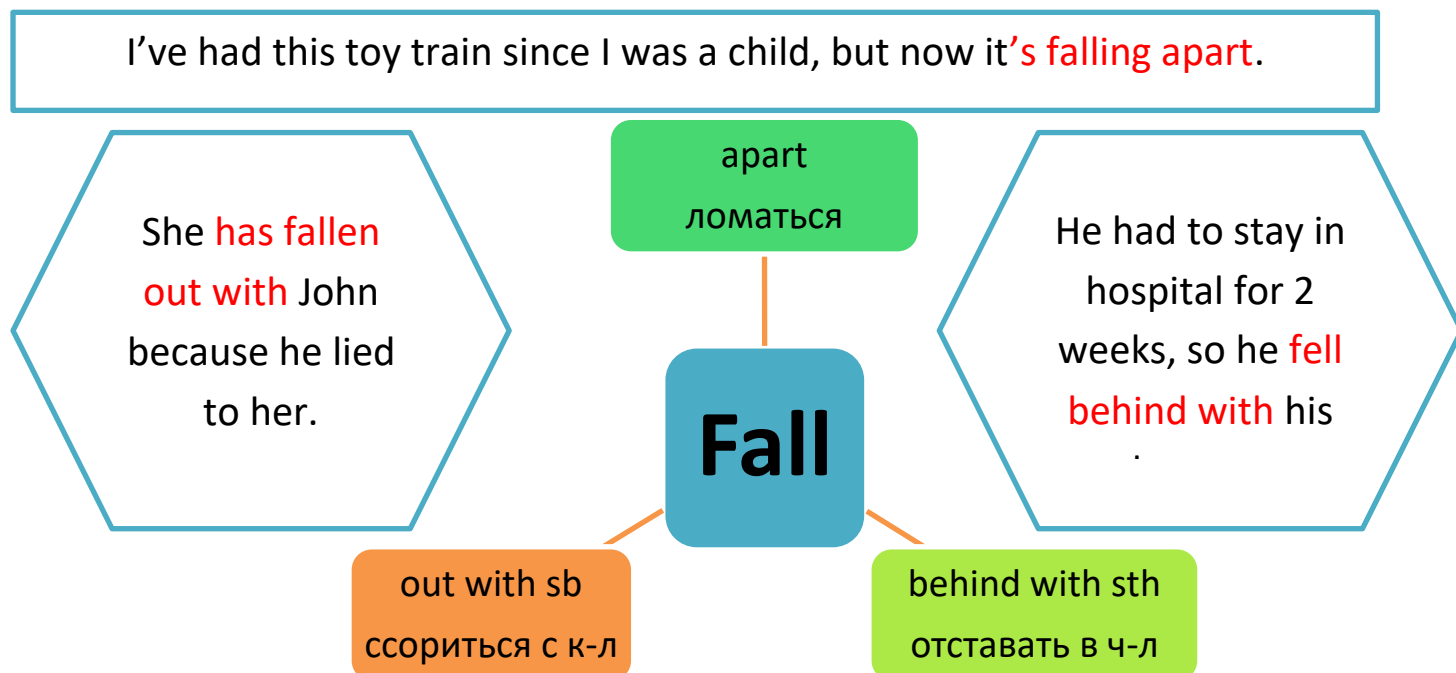 I’ve had this toy train since I was a child, but now it’s falling apart.
apart
ломаться
She has fallen
out with John
because he lied
to her.
He had to stay in
hospital for 2
weeks, so he fell
behind with his
Fall
out with sb
ссориться с к-л
behind with sth
отставать в ч-л